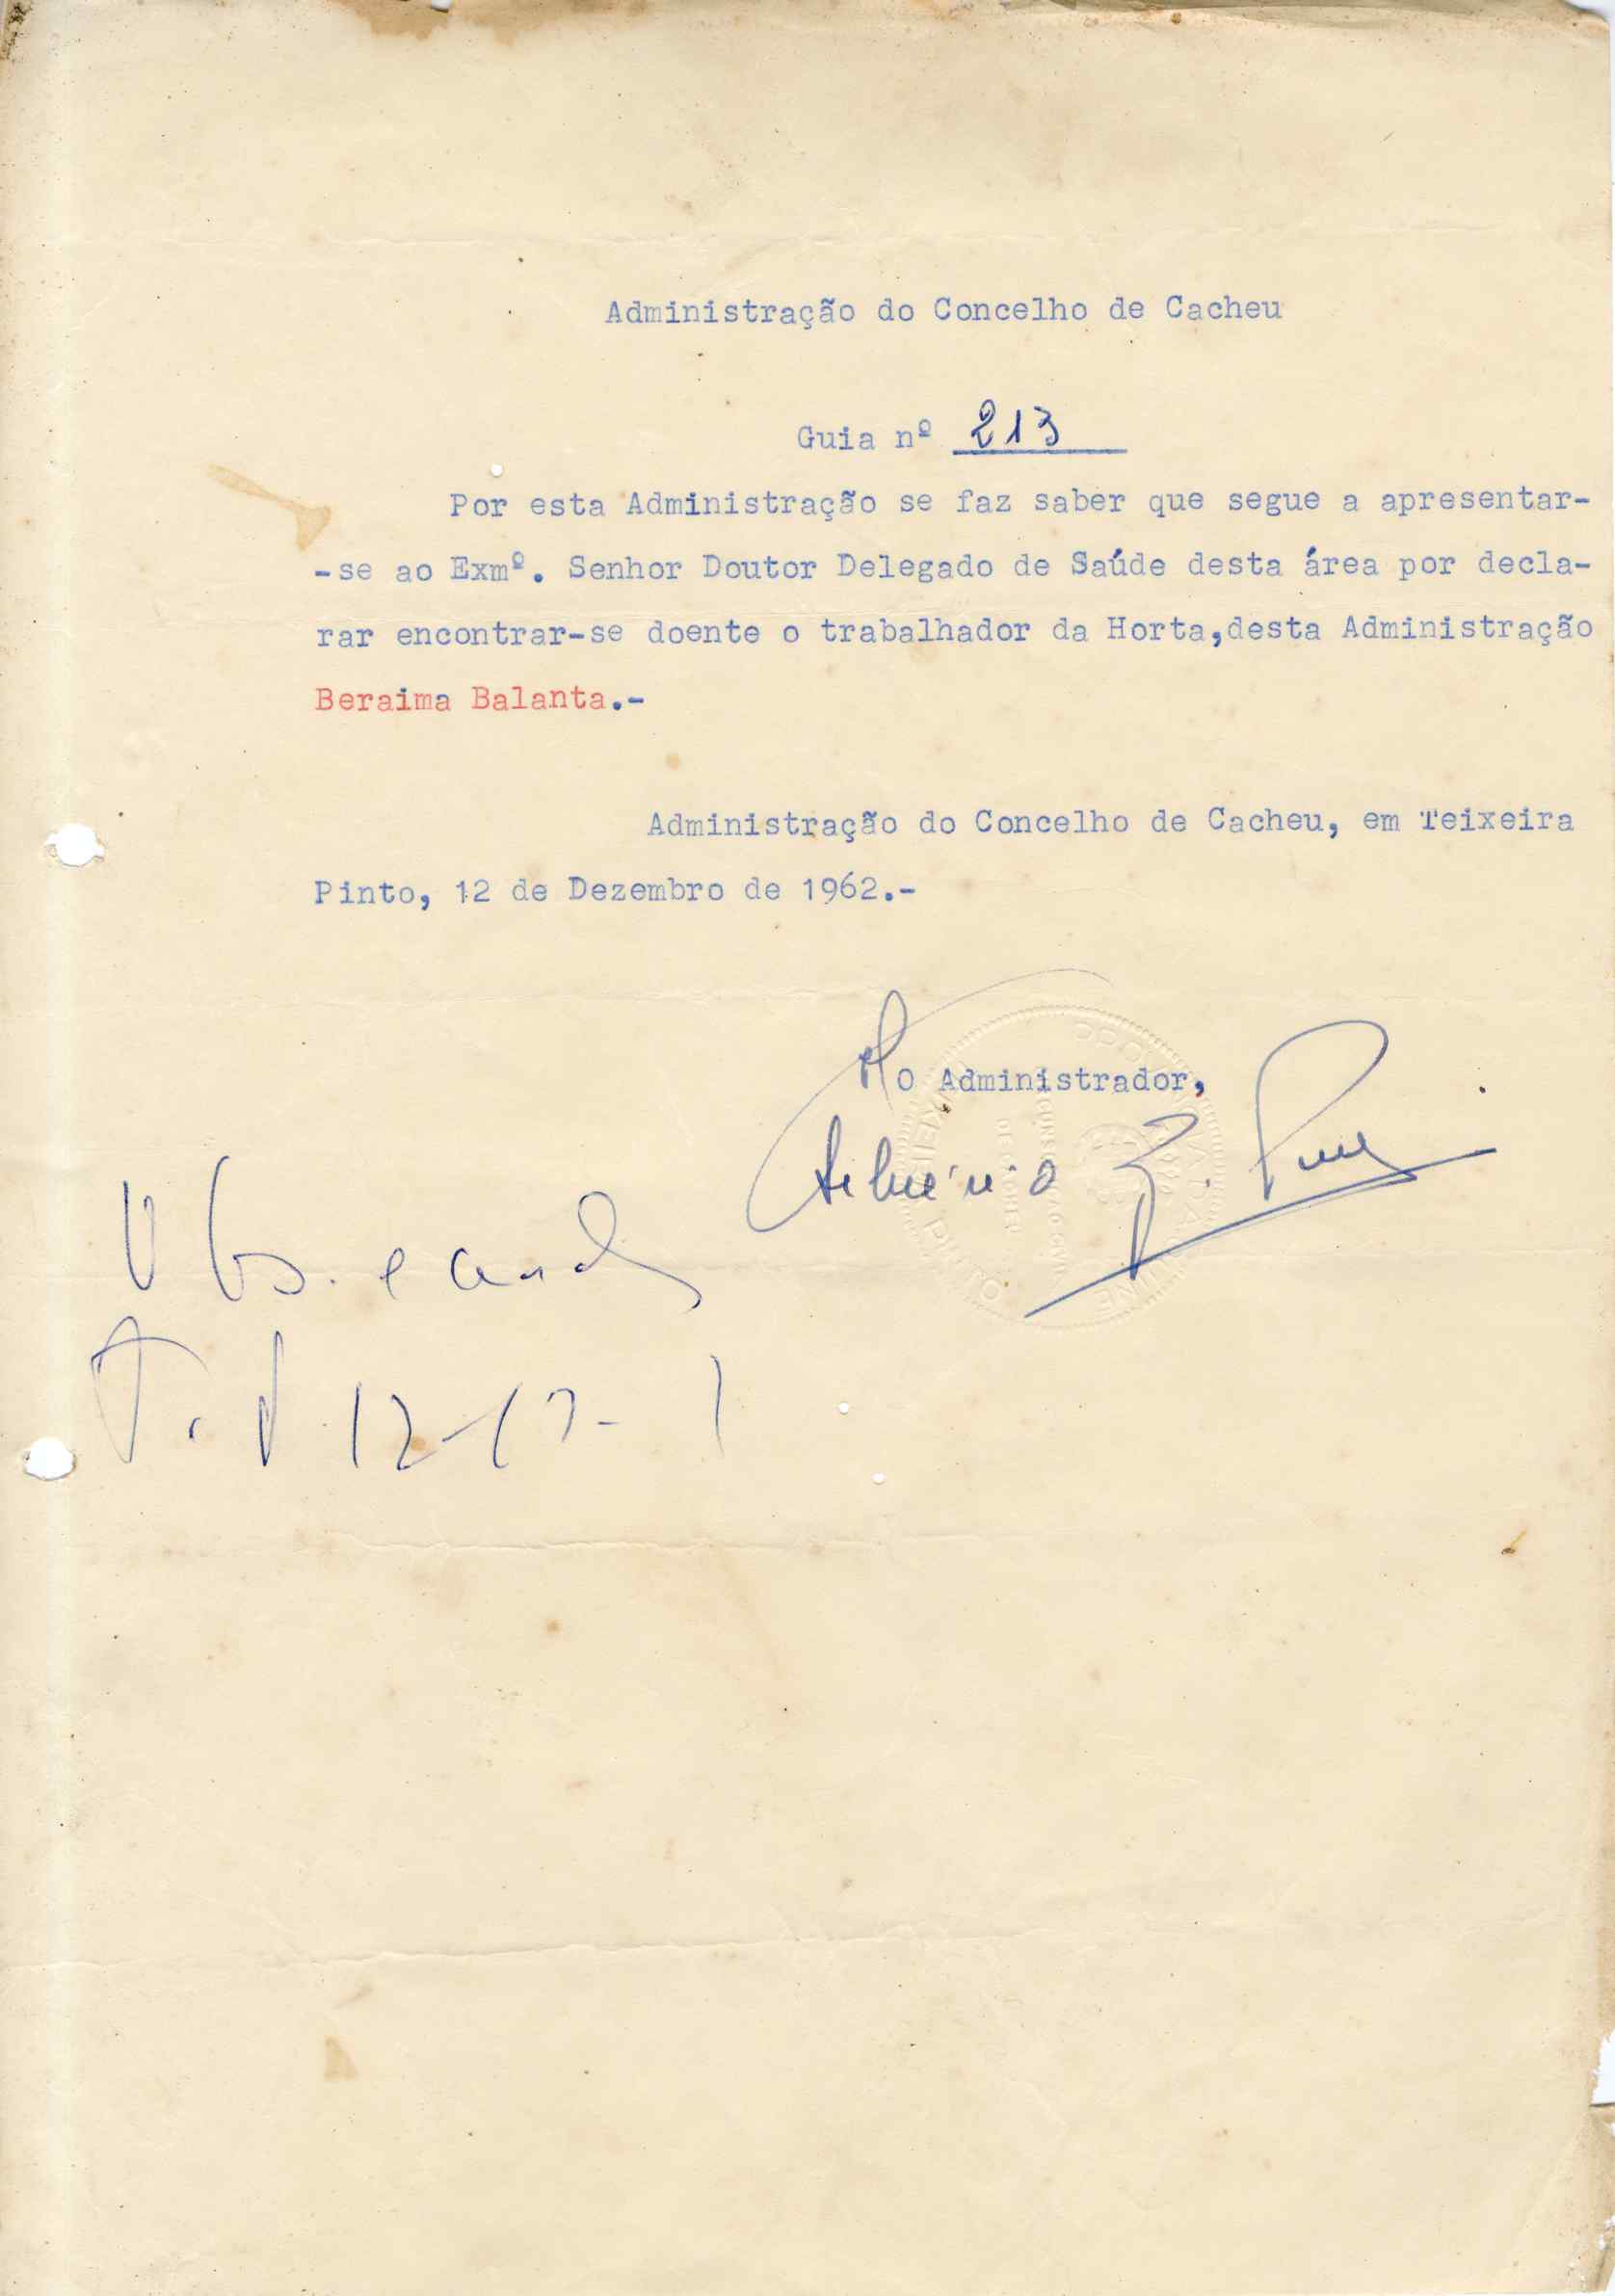 Administração do Concelho de Cacheu
Guia nº 213
Por esta Administração se faz saber que segue a apresentar-
-se ao Exmº. Senhor Doutor Delegado de Saúde desta área por decla-
rar encontrar-se doente o trabalhador da Horta,desta Administração
Beraima Balanta.-
Administração do Concelho de Cacheu, em Teixeira
Pinto, 12 de Dezembro de 1962.-
O Administrador,